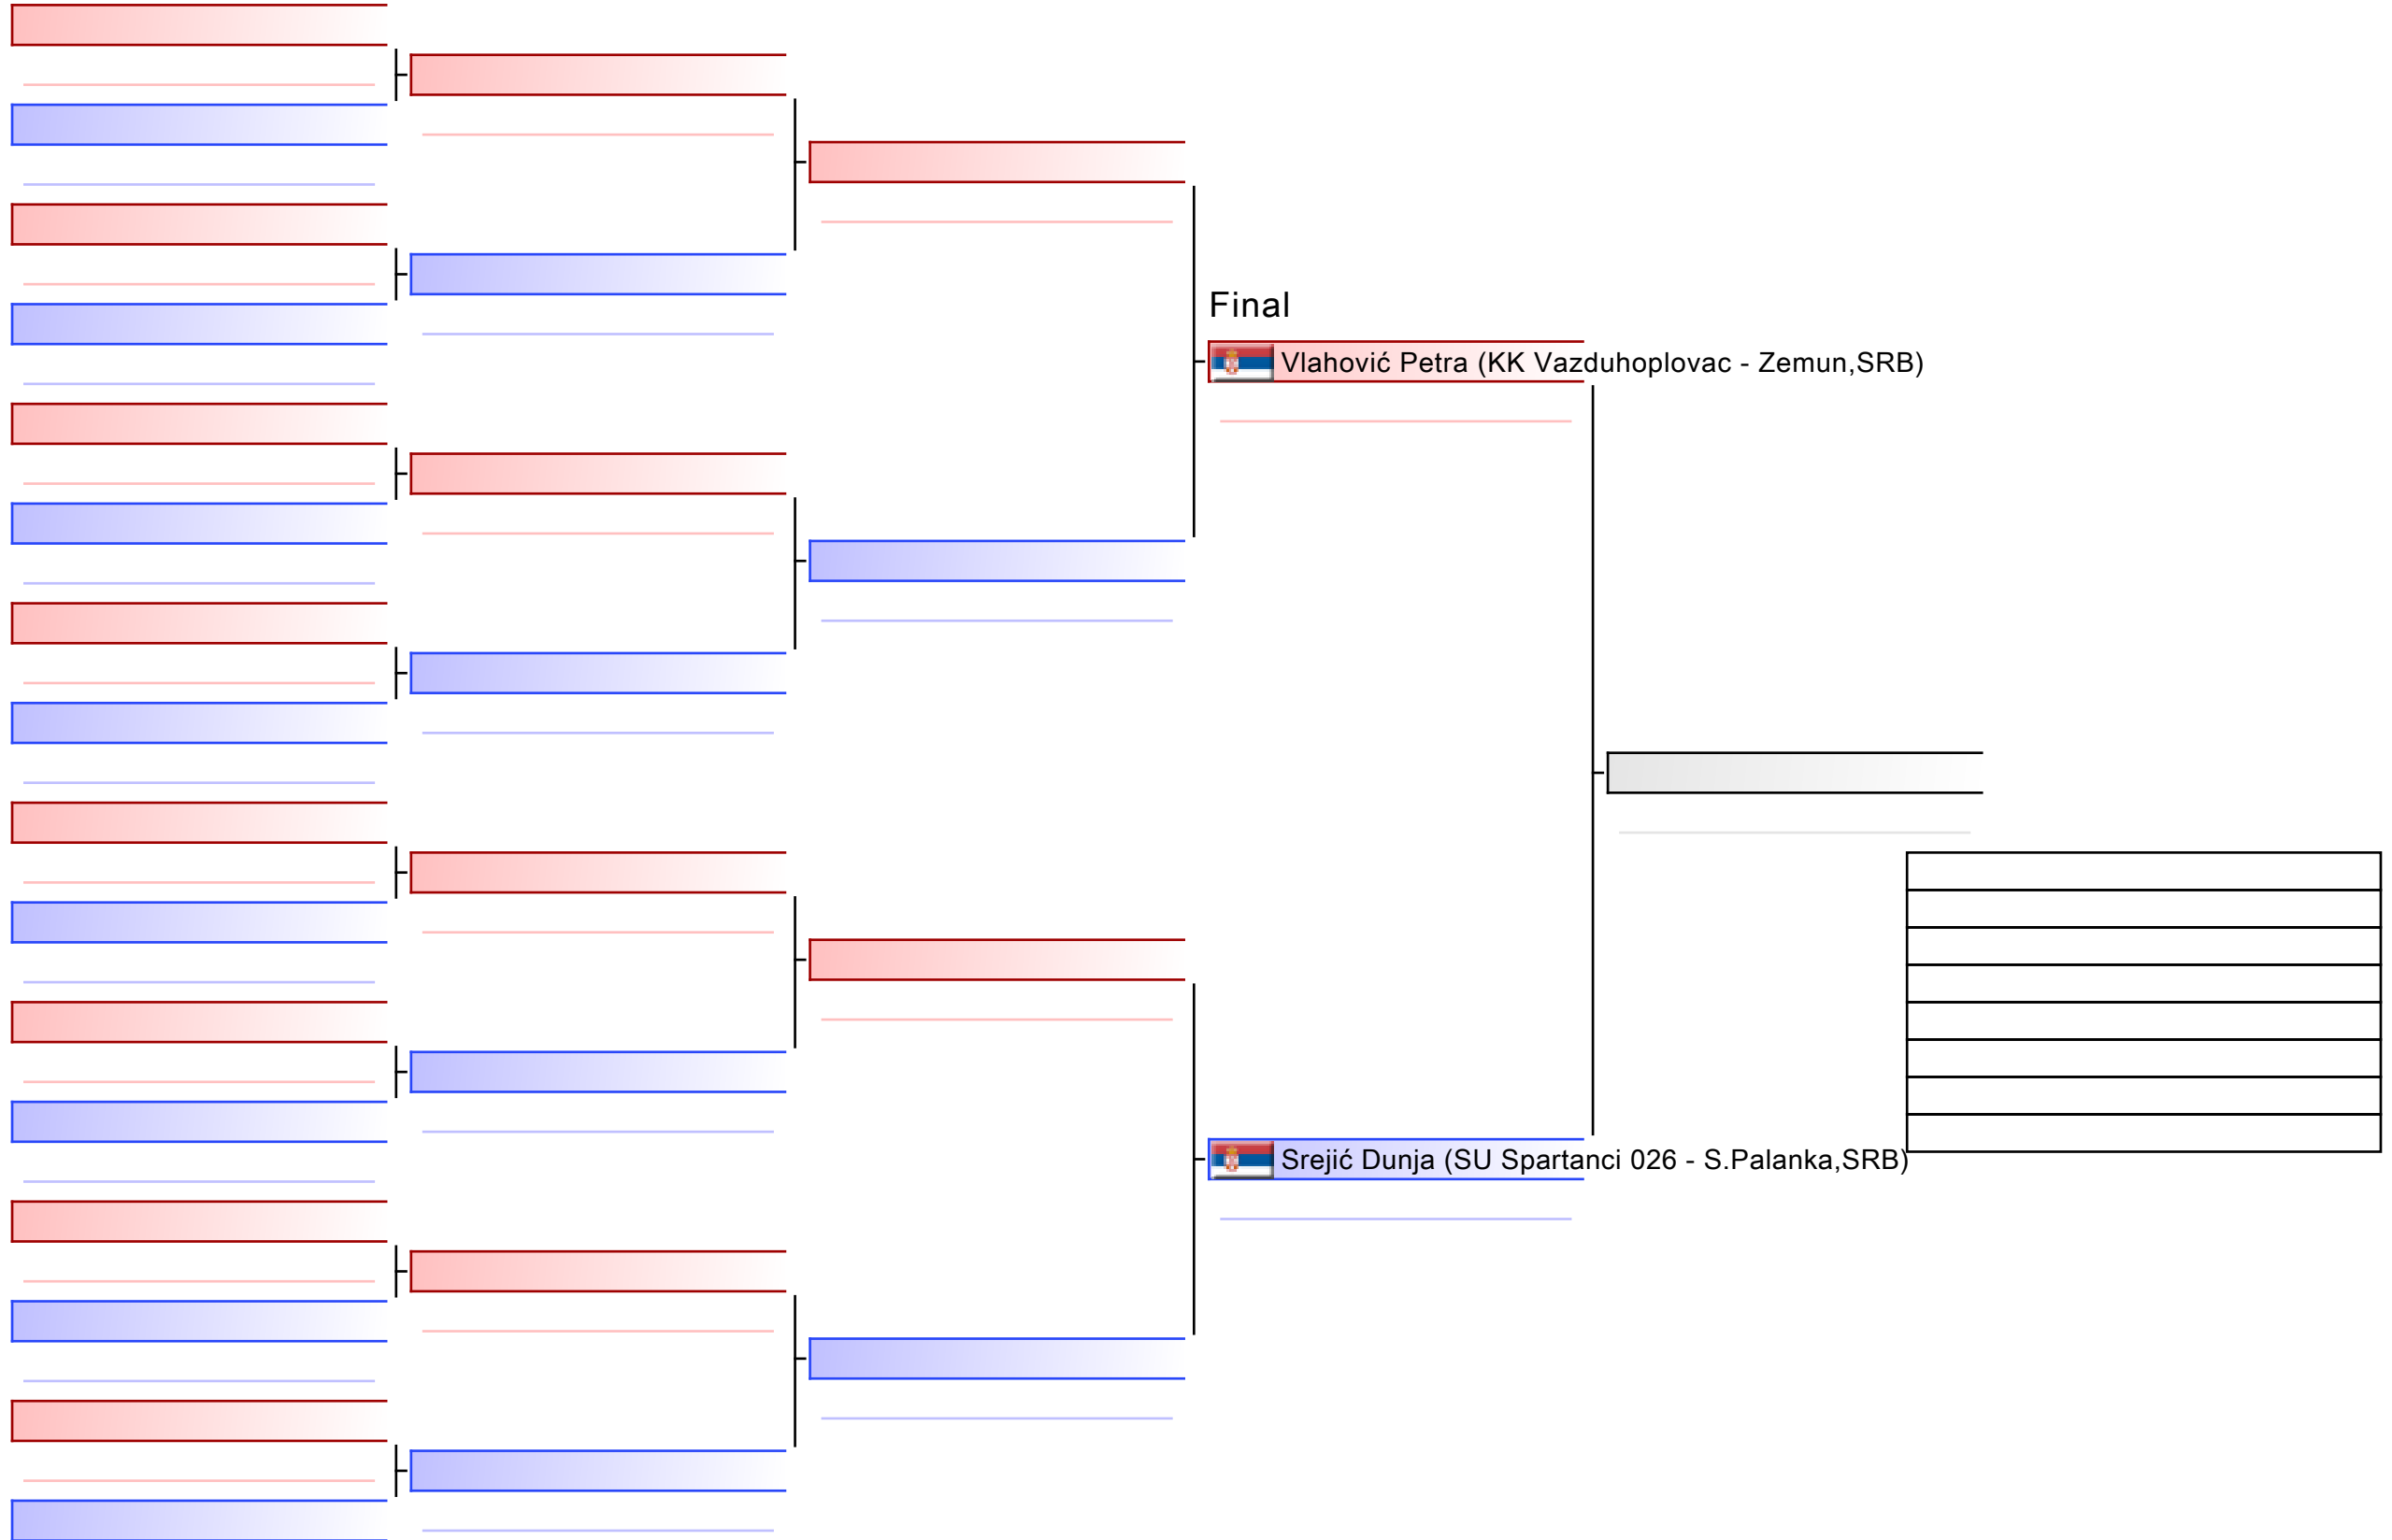 Final
Vlahović Petra (KK Vazduhoplovac - Zemun,SRB)
Srejić Dunja (SU Spartanci 026 - S.Palanka,SRB)